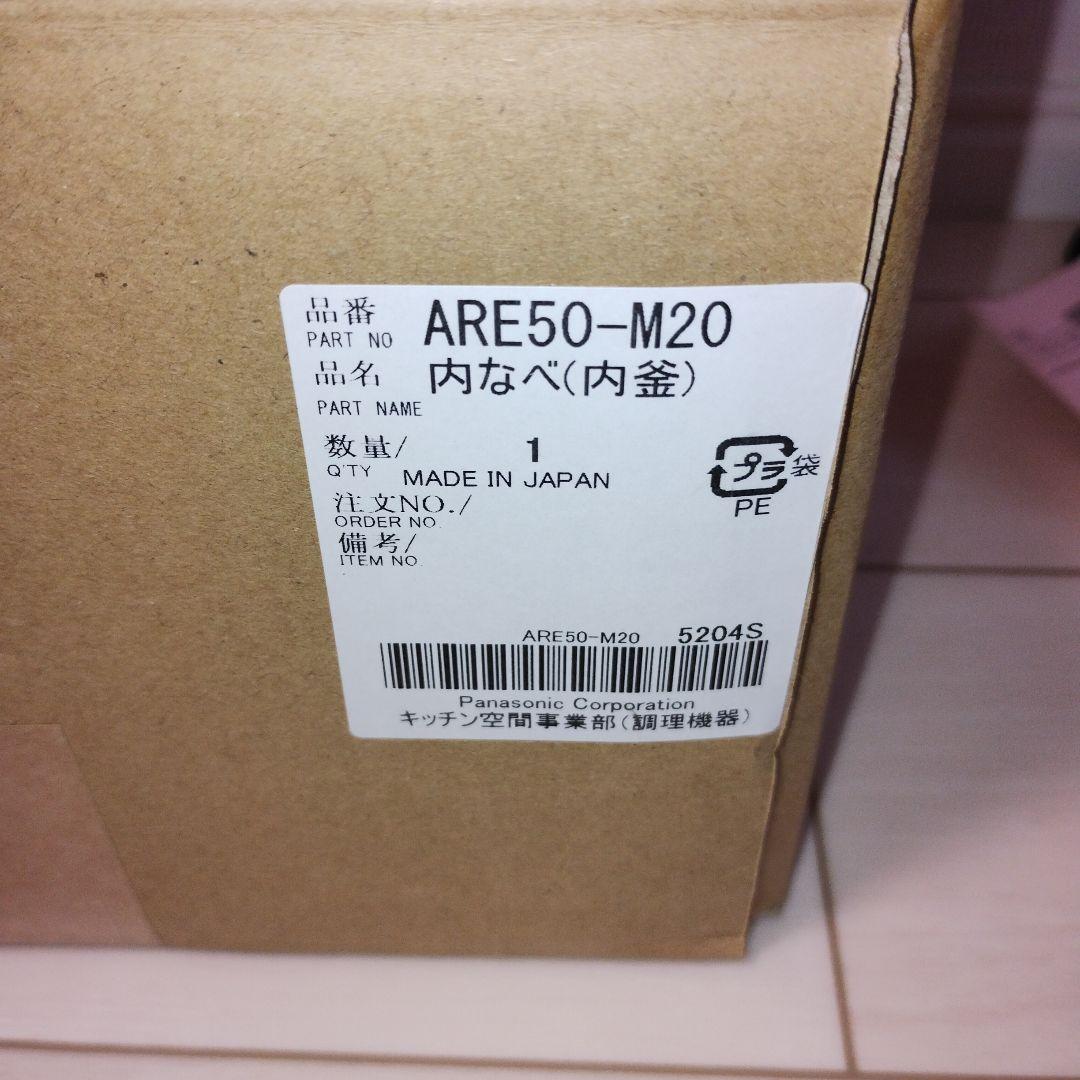 品番 ARE50-M20
PART NO
品名 内なべ(内釜)
PART NAME
数量/ 1
Q'TY MADE IN JAPAN
プラ 袋
PE
注文NO./
ORDER NO.
備考/
ITEM NO.
ARE50-M20 5204S
Panasonic Corporation
キッチン空間事業部(調理機器)